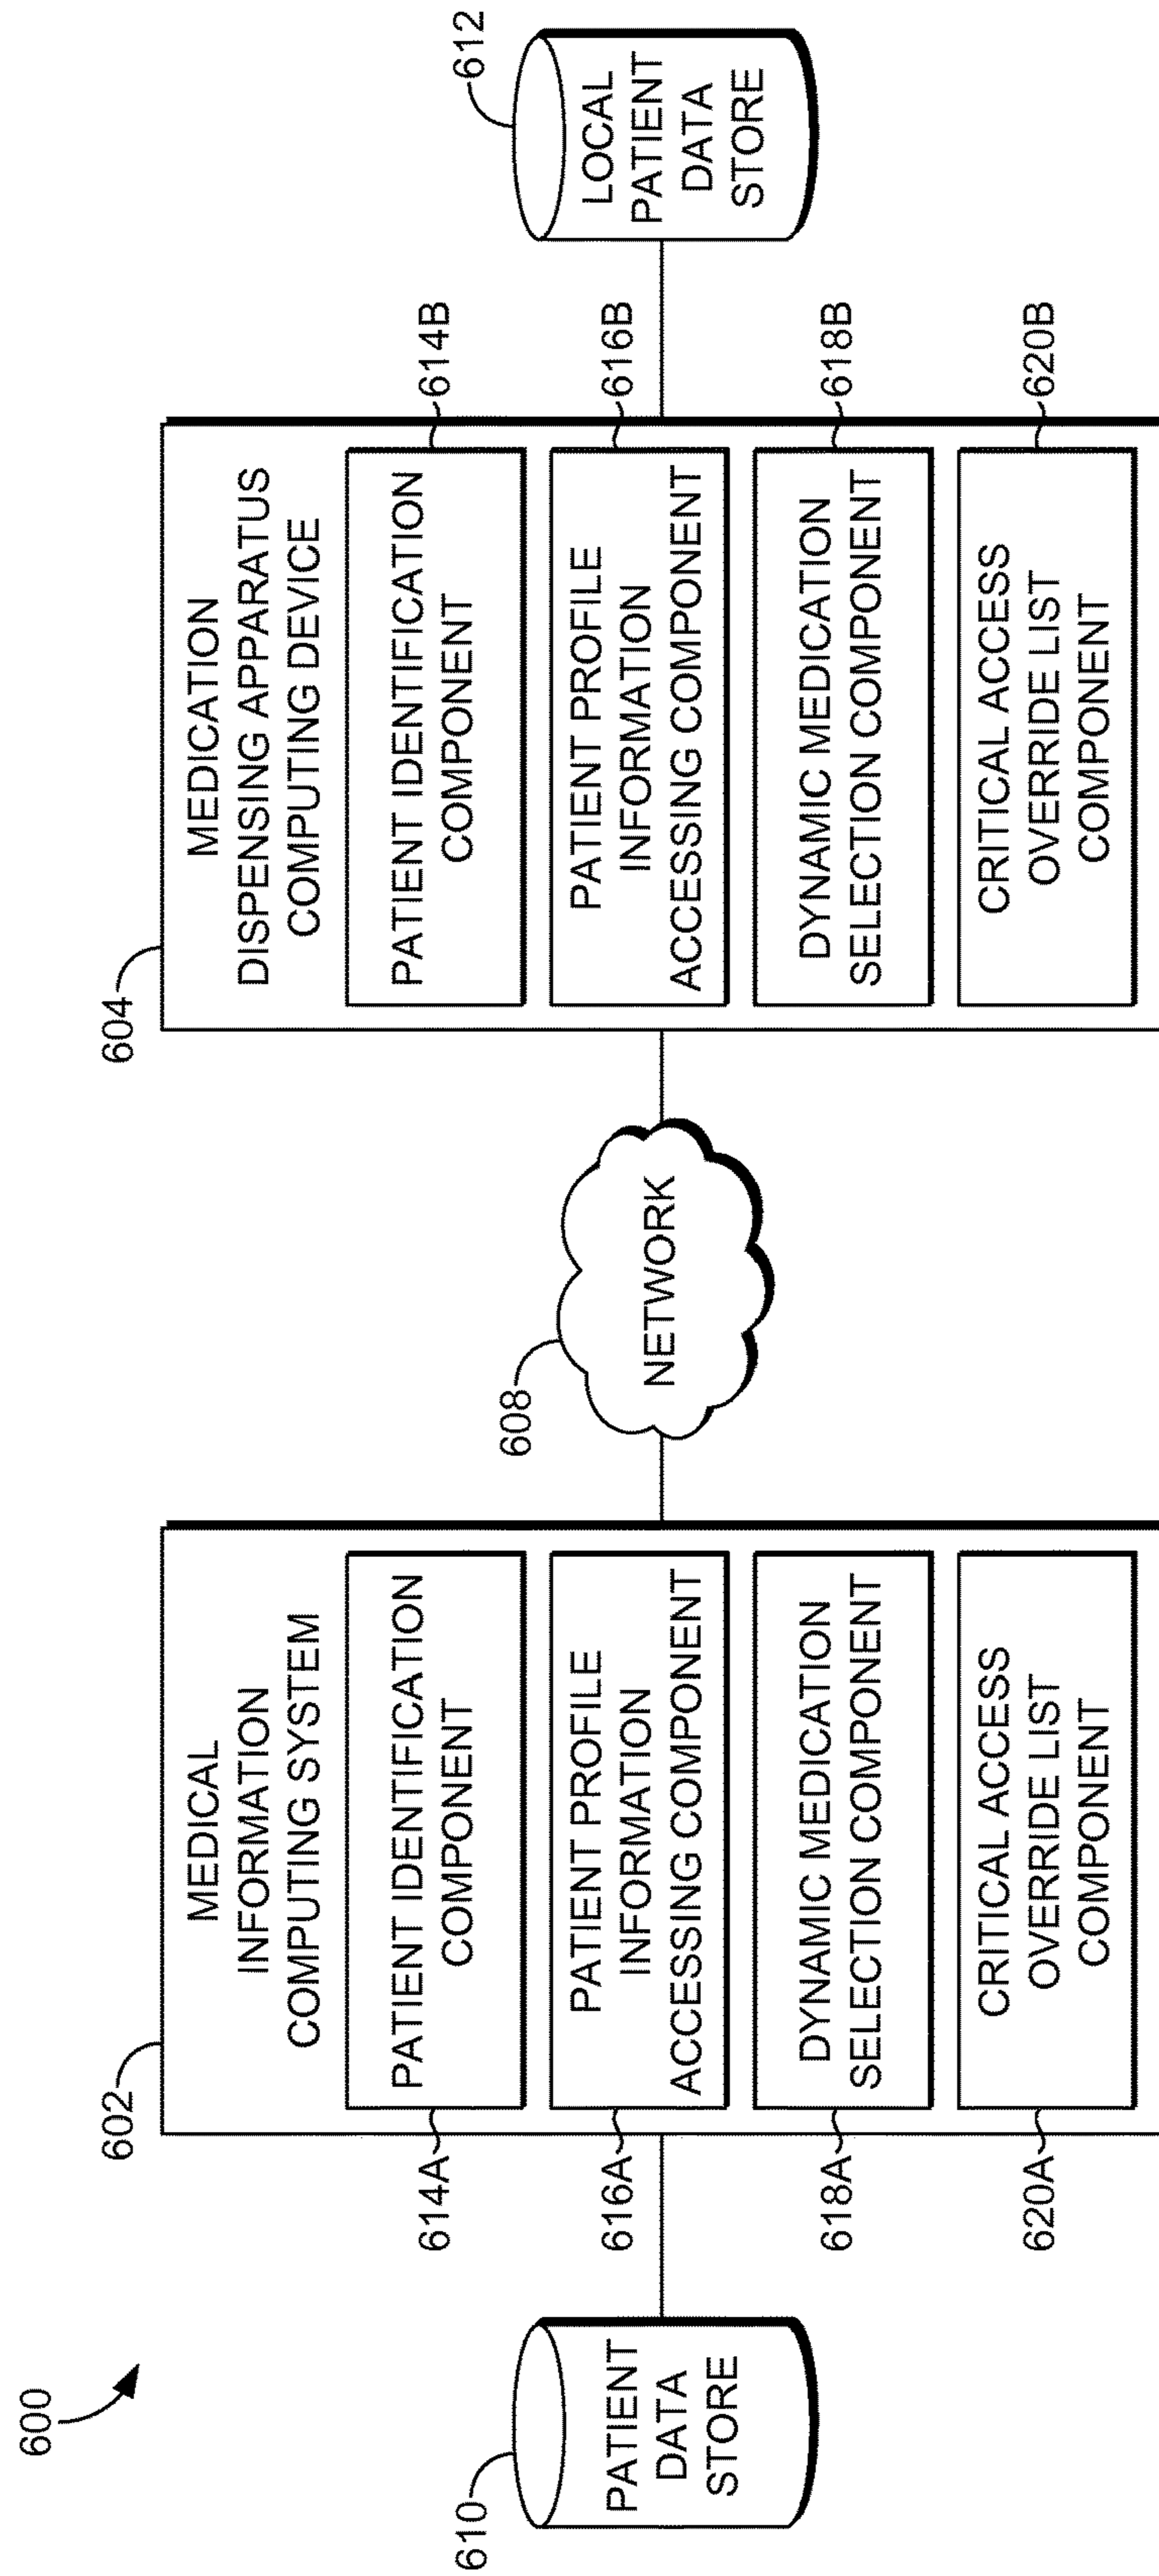 600
610
PATIENT
DATA
STORE
602
MEDICAL
INFORMATION
COMPUTING SYSTEM
614A
PATIENT IDENTIFICATION
COMPONENT
616A
PATIENT PROFILE
INFORMATION
ACCESSING COMPONENT
618A
DYNAMIC MEDICATION
SELECTION COMPONENT
620A
CRITICAL ACCESS
OVERRIDE LIST
COMPONENT
608
NETWORK
604
MEDICATION
DISPENSING APPARATUS
COMPUTING DEVICE
PATIENT IDENTIFICATION
COMPONENT
614B
PATIENT PROFILE
INFORMATION
ACCESSING COMPONENT
616B
DYNAMIC MEDICATION
SELECTION COMPONENT
618B
CRITICAL ACCESS
OVERRIDE LIST
COMPONENT
620B
612
LOCAL
PATIENT
DATA
STORE